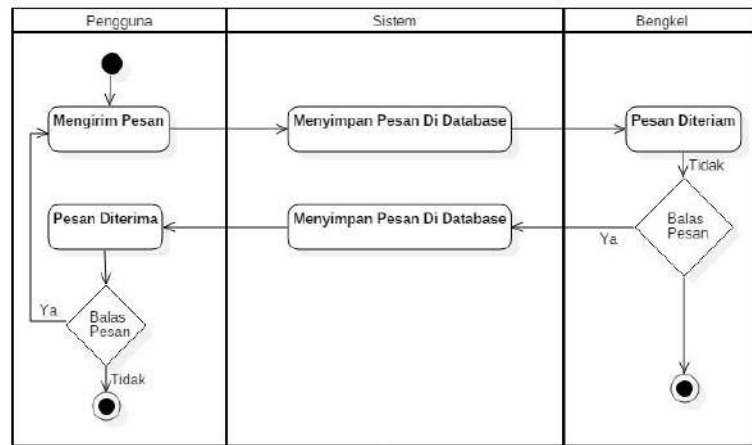 Pengguna
Sistem
Bengkel
Mengirim Pesan
Menyimpan Pesan Di Database
Pesan Diteriam
Tidak
Pesan Diterima
Menyimpan Pesan Di Database
Balas
Pesan
Ya
Ya
Balas
Pesan
Tidak